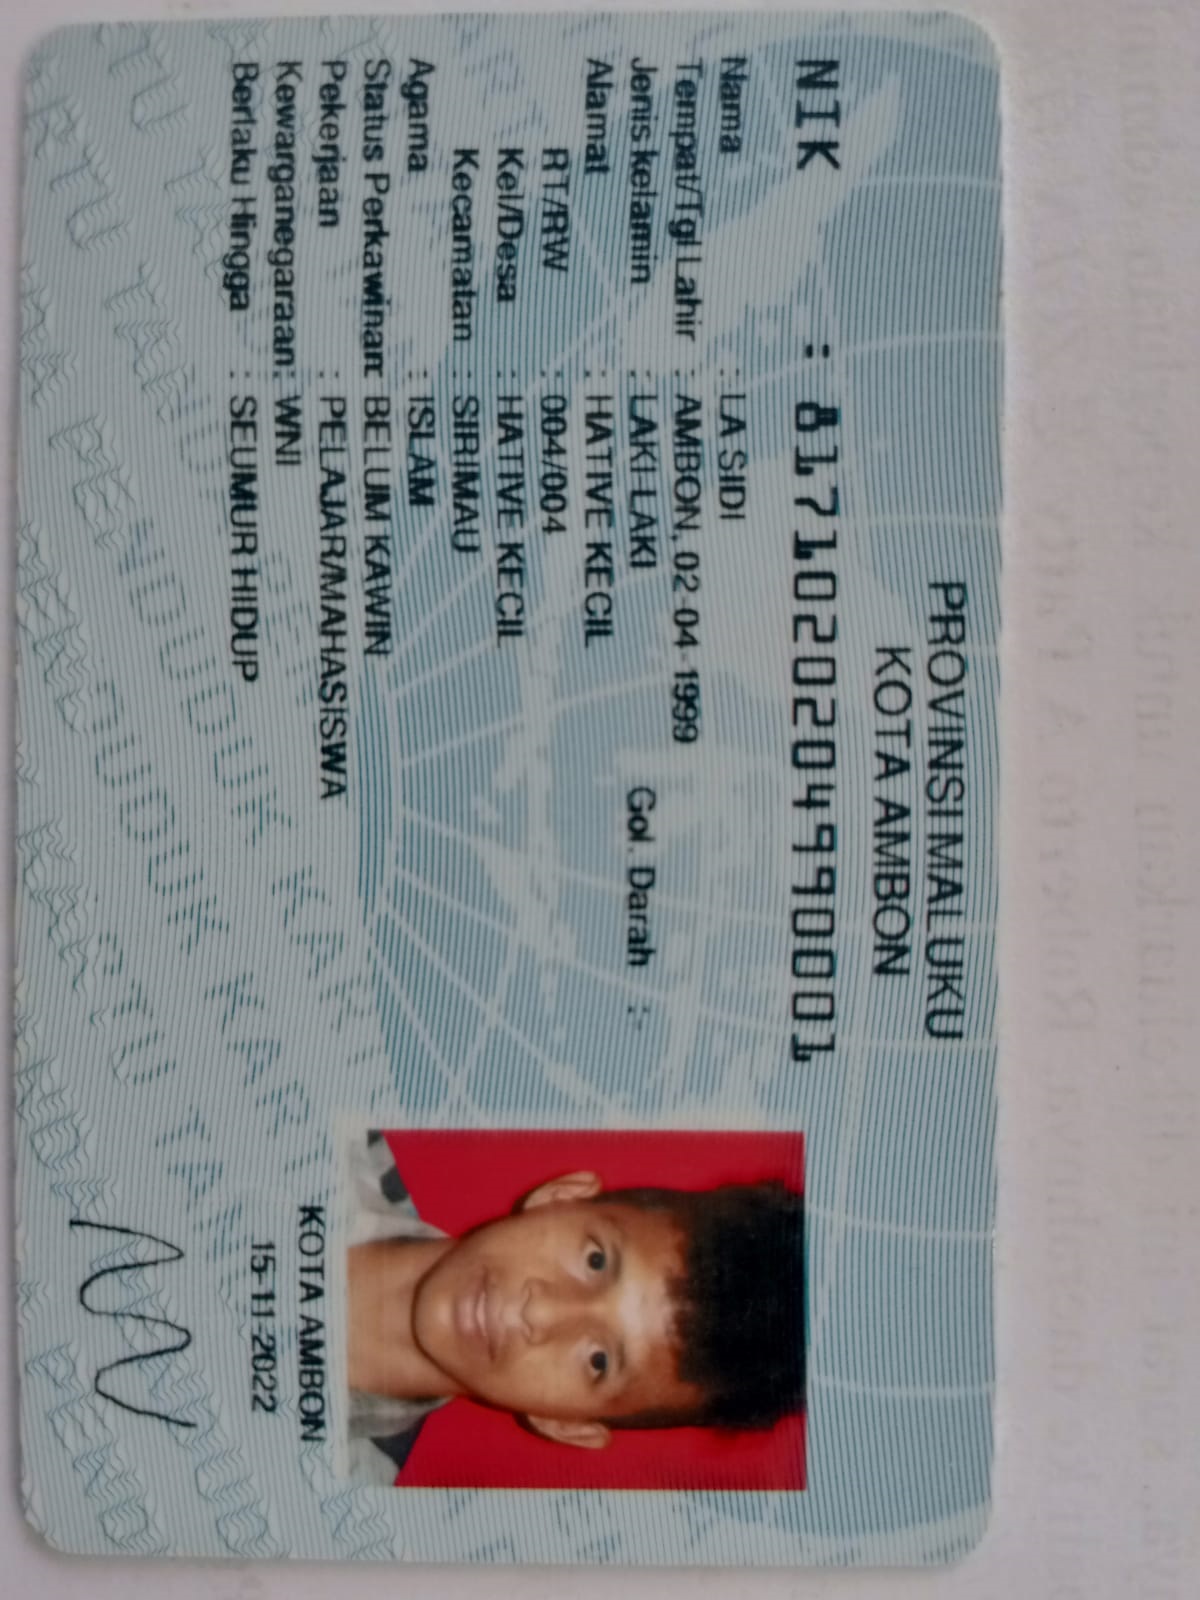 PROVINSI MALUKU
KOTA AMBON
NIK : 8171020204990001
Nama : LA SIDI
Tempat/Tgl Lahir : AMBON, 02-04-1999
Jenis kelamin : LAKI-LAKI Gol. Darah :-
Alamat : HATIVE KECIL
RT/RW : 004/004
Kel/Desa : HATIVE KECIL
Kecamatan : SIRIMAU
Agama : ISLAM
Status Perkawinan: BELUM KAWIN
Pekerjaan : PELAJAR/MAHASISWA
Kewarganegaraan: WNI
Berlaku Hingga : SEUMUR HIDUP
KOTA AMBON
15-11-2022